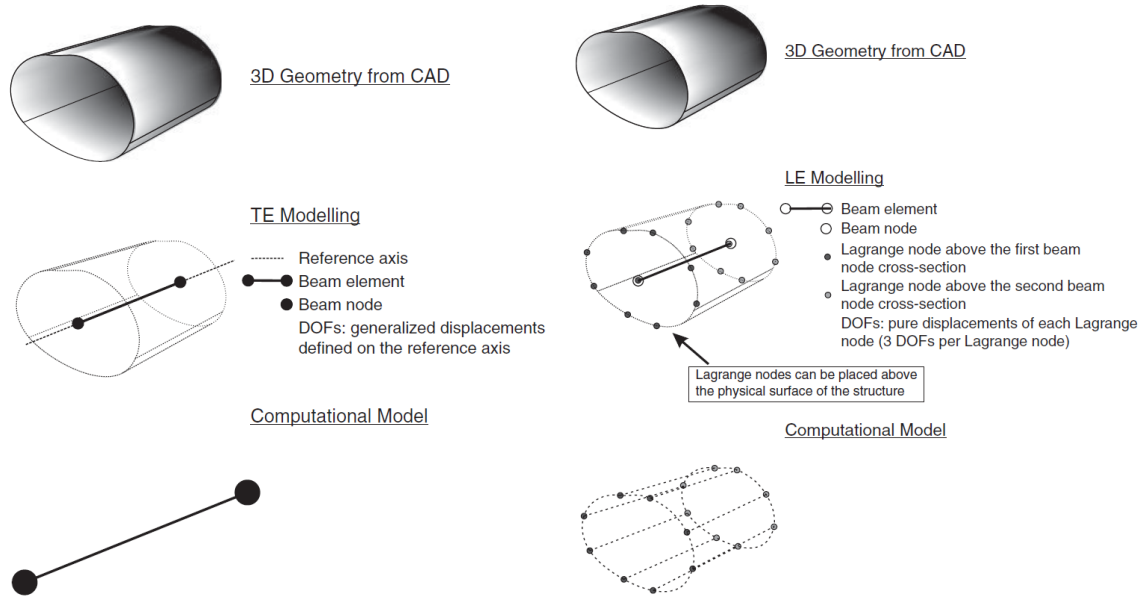 3D Geometry from CAD
TE Modelling
Reference axis
Beam element
Beam node
DOFs: generalized displacements
defined on the reference axis
Computational Model
3D Geometry from CAD
LE Modelling
Beam element
Beam node
Lagrange node above the first beam
node cross-section
Lagrange node above the second beam
node cross-section
DOFs: pure displacements of each Lagrange
node (3 DOFs per Lagrange node)
Lagrange nodes can be placed above
the physical surface of the structure
Computational Model